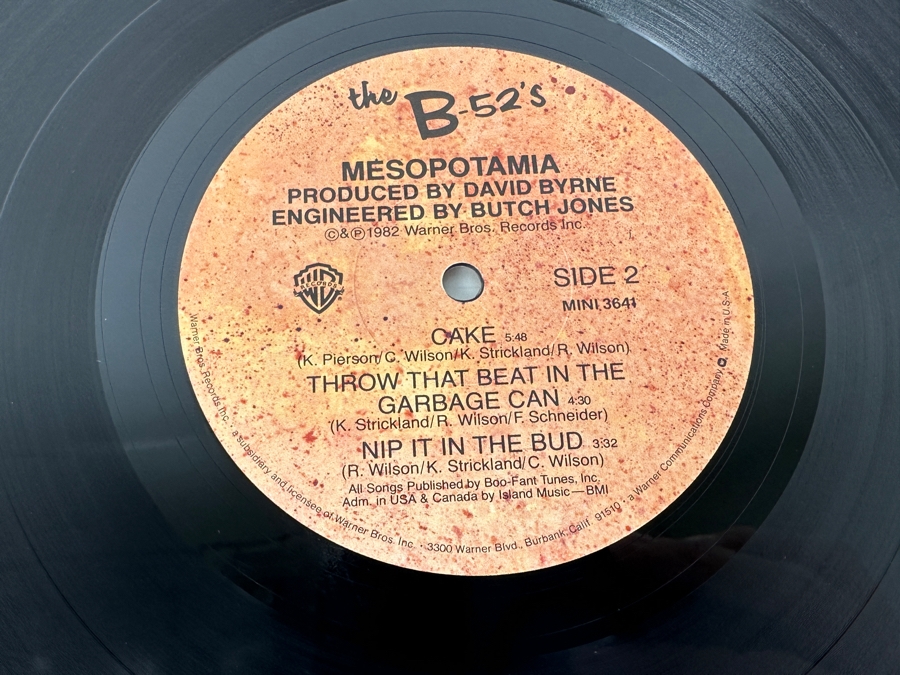 the B-52's
MESOPOTAMIA
PRODUCED BY DAVID BYRNE
ENGINEERED BY BUTCH JONES
©&℗1982 Warner Bros. Records Inc.
WB
RECORDS
SIDE 2
MINI 3641
CAKE 5:48
(K. Pierson/C. Wilson/K. Strickland/R. Wilson)
THROW THAT BEAT IN THE
GARBAGE CAN 4:30
(K. Strickland/R. Wilson/F. Schneider)
NIP IT IN THE BUD 3:32
(R. Wilson/K. Strickland/C. Wilson)
All Songs Published by Boo-Fant Tunes, Inc.
Adm. in USA & Canada by Island Music—BMI
Warner Bros. Records Inc. · a subsidiary and licensee of Warner Bros. Inc. · 3300 Warner Blvd., Burbank, Calif. 91510 · a Warner Communications Company. Made in U.S.A.